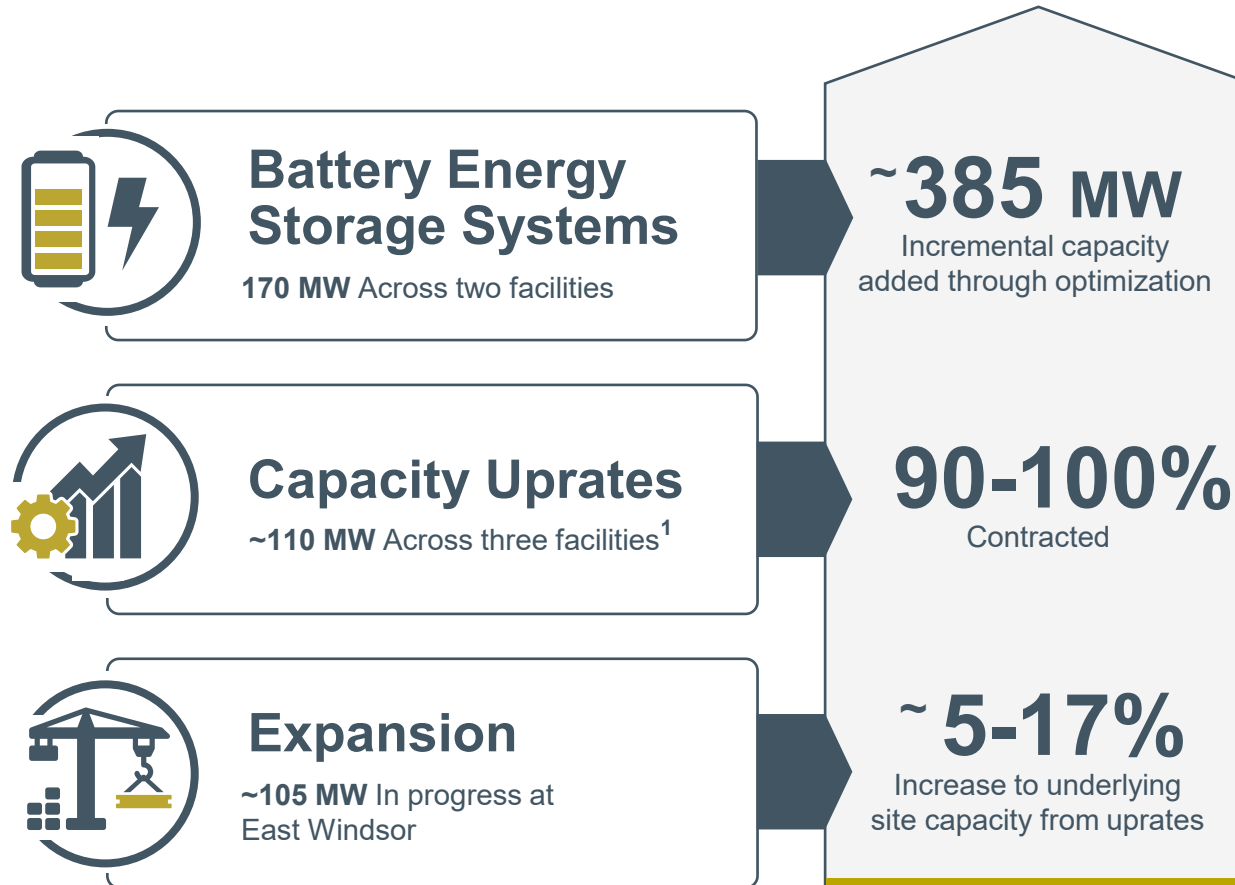 Battery Energy
Storage Systems
170 MW Across two facilities
~385 MW
Incremental capacity
added through optimization
Capacity Uprates
~110 MW Across three facilities¹
90-100%
Contracted
Expansion
~105 MW In progress at
East Windsor
~ 5-17%
Increase to underlying
site capacity from uprates